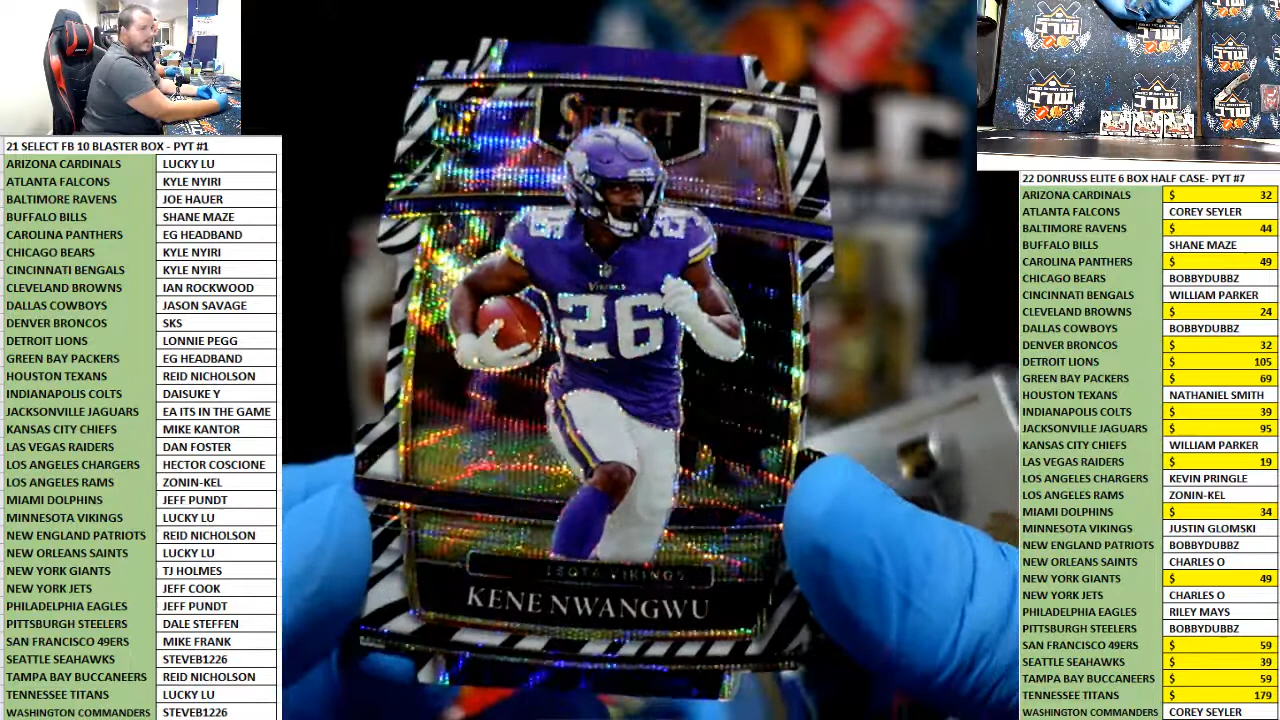 21 SELECT FB 10 BLASTER BOX - PYT #1
ARIZONA CARDINALS LUCKY LU
ATLANTA FALCONS KYLE NYIRI
BALTIMORE RAVENS JOE HAUER
BUFFALO BILLS SHANE MAZE
CAROLINA PANTHERS EG HEADBAND
CHICAGO BEARS KYLE NYIRI
CINCINNATI BENGALS KYLE NYIRI
CLEVELAND BROWNS IAN ROCKWOOD
DALLAS COWBOYS JASON SAVAGE
DENVER BRONCOS SKS
DETROIT LIONS LONNIE PEGG
GREEN BAY PACKERS EG HEADBAND
HOUSTON TEXANS REID NICHOLSON
INDIANAPOLIS COLTS DAISUKE Y
JACKSONVILLE JAGUARS EA ITS IN THE GAME
KANSAS CITY CHIEFS MIKE KANTOR
LAS VEGAS RAIDERS DAN FOSTER
LOS ANGELES CHARGERS HECTOR COSCIONE
LOS ANGELES RAMS ZONIN-KEL
MIAMI DOLPHINS JEFF PUNDT
MINNESOTA VIKINGS LUCKY LU
NEW ENGLAND PATRIOTS REID NICHOLSON
NEW ORLEANS SAINTS LUCKY LU
NEW YORK GIANTS TJ HOLMES
NEW YORK JETS JEFF COOK
PHILADELPHIA EAGLES JEFF PUNDT
PITTSBURGH STEELERS DALE STEFFEN
SAN FRANCISCO 49ERS MIKE FRANK
SEATTLE SEAHAWKS STEVEB1226
TAMPA BAY BUCCANEERS REID NICHOLSON
TENNESSEE TITANS LUCKY LU
WASHINGTON COMMANDERS STEVEB1226
SELECT
26
26
VIKINGS
26
VIKINGS
KENE NWANGWU
22 DONRUSS ELITE 6 BOX HALF CASE- PYT #7
ARIZONA CARDINALS $ 32
ATLANTA FALCONS COREY SEYLER
BALTIMORE RAVENS $ 44
BUFFALO BILLS SHANE MAZE
CAROLINA PANTHERS $ 49
CHICAGO BEARS BOBBYDUBBZ
CINCINNATI BENGALS WILLIAM PARKER
CLEVELAND BROWNS $ 24
DALLAS COWBOYS BOBBYDUBBZ
DENVER BRONCOS $ 32
DETROIT LIONS $ 105
GREEN BAY PACKERS $ 69
HOUSTON TEXANS NATHANIEL SMITH
INDIANAPOLIS COLTS $ 39
JACKSONVILLE JAGUARS $ 95
KANSAS CITY CHIEFS WILLIAM PARKER
LAS VEGAS RAIDERS $ 19
LOS ANGELES CHARGERS KEVIN PRINGLE
LOS ANGELES RAMS ZONIN-KEL
MIAMI DOLPHINS $ 34
MINNESOTA VIKINGS JUSTIN GLOMSKI
NEW ENGLAND PATRIOTS BOBBYDUBBZ
NEW ORLEANS SAINTS CHARLES O
NEW YORK GIANTS $ 49
NEW YORK JETS CHARLES O
PHILADELPHIA EAGLES RILEY MAYS
PITTSBURGH STEELERS BOBBYDUBBZ
SAN FRANCISCO 49ERS $ 59
SEATTLE SEAHAWKS $ 39
TAMPA BAY BUCCANEERS $ 59
TENNESSEE TITANS $ 179
WASHINGTON COMMANDERS COREY SEYLER